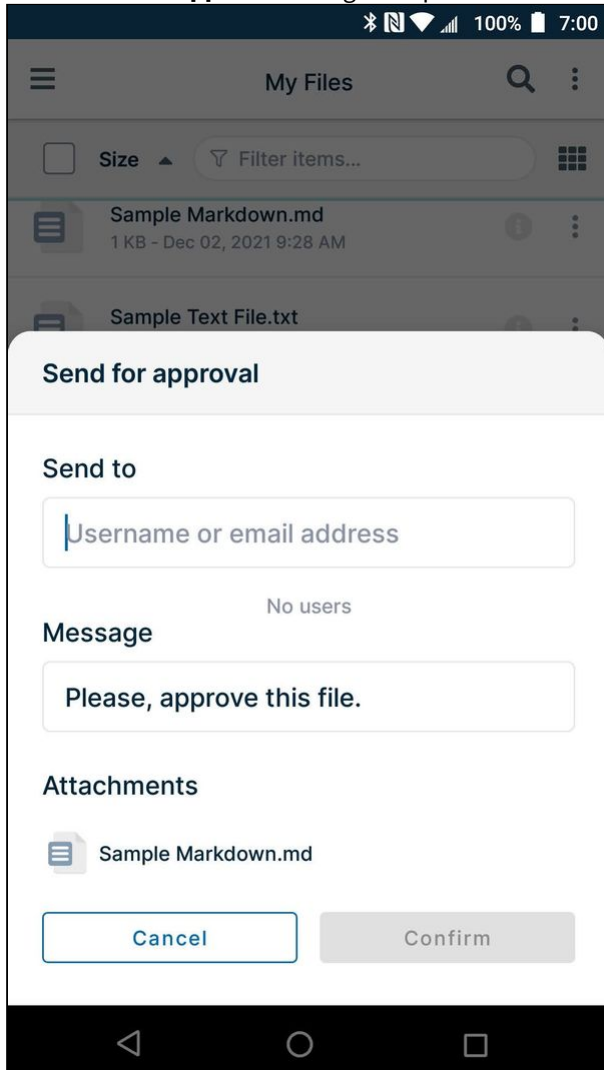 100% 7:00
My Files
Size Filter items...
Sample Markdown.md
1 KB - Dec 02, 2021 9:28 AM
Sample Text File.txt
Send for approval
Send to
Username or email address
No users
Message
Please, approve this file.
Attachments
Sample Markdown.md
Cancel Confirm